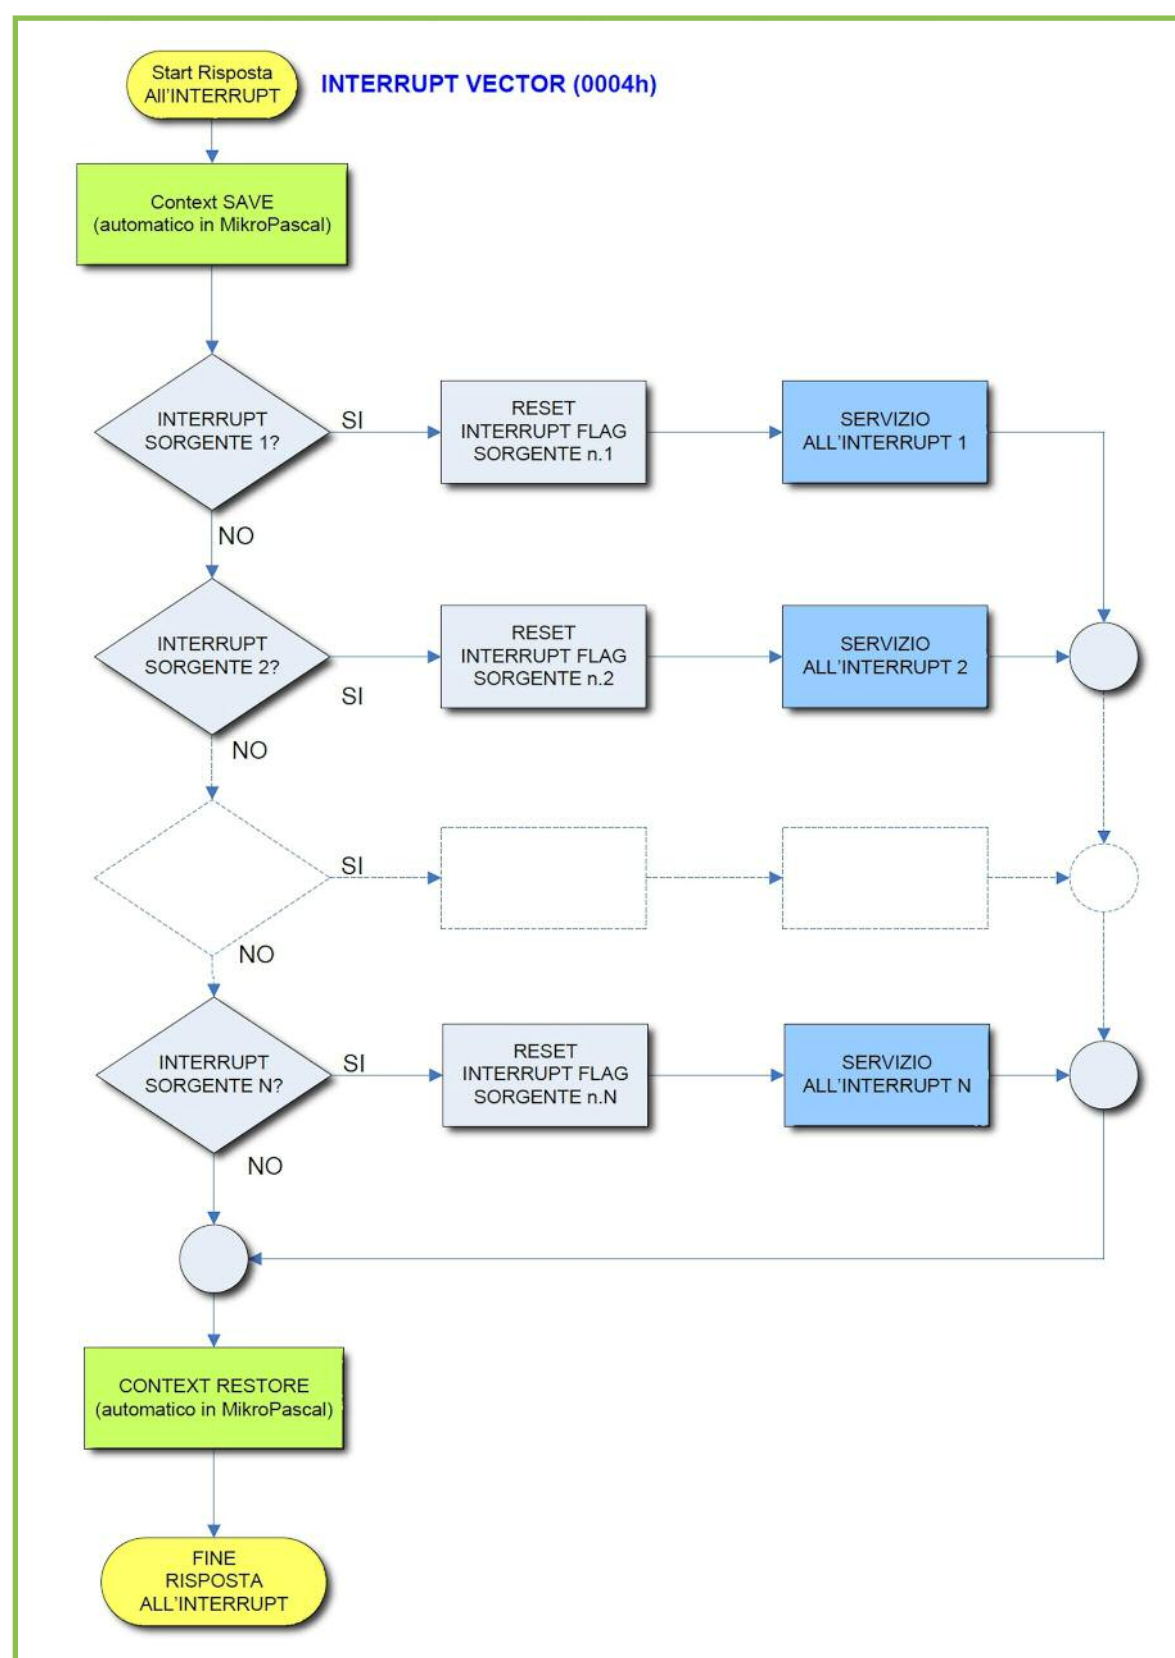 Start Risposta
All'INTERRUPT
INTERRUPT VECTOR (0004h)
Context SAVE
(automatico in MikroPascal)
INTERRUPT
SORGENTE 1?
SI
RESET
INTERRUPT FLAG
SORGENTE n.1
SERVIZIO
ALL'INTERRUPT 1
NO
INTERRUPT
SORGENTE 2?
SI
RESET
INTERRUPT FLAG
SORGENTE n.2
SERVIZIO
ALL'INTERRUPT 2
NO
SI
NO
INTERRUPT
SORGENTE N?
SI
RESET
INTERRUPT FLAG
SORGENTE n.N
SERVIZIO
ALL'INTERRUPT N
NO
CONTEXT RESTORE
(automatico in MikroPascal)
FINE
RISPOSTA
ALL'INTERRUPT